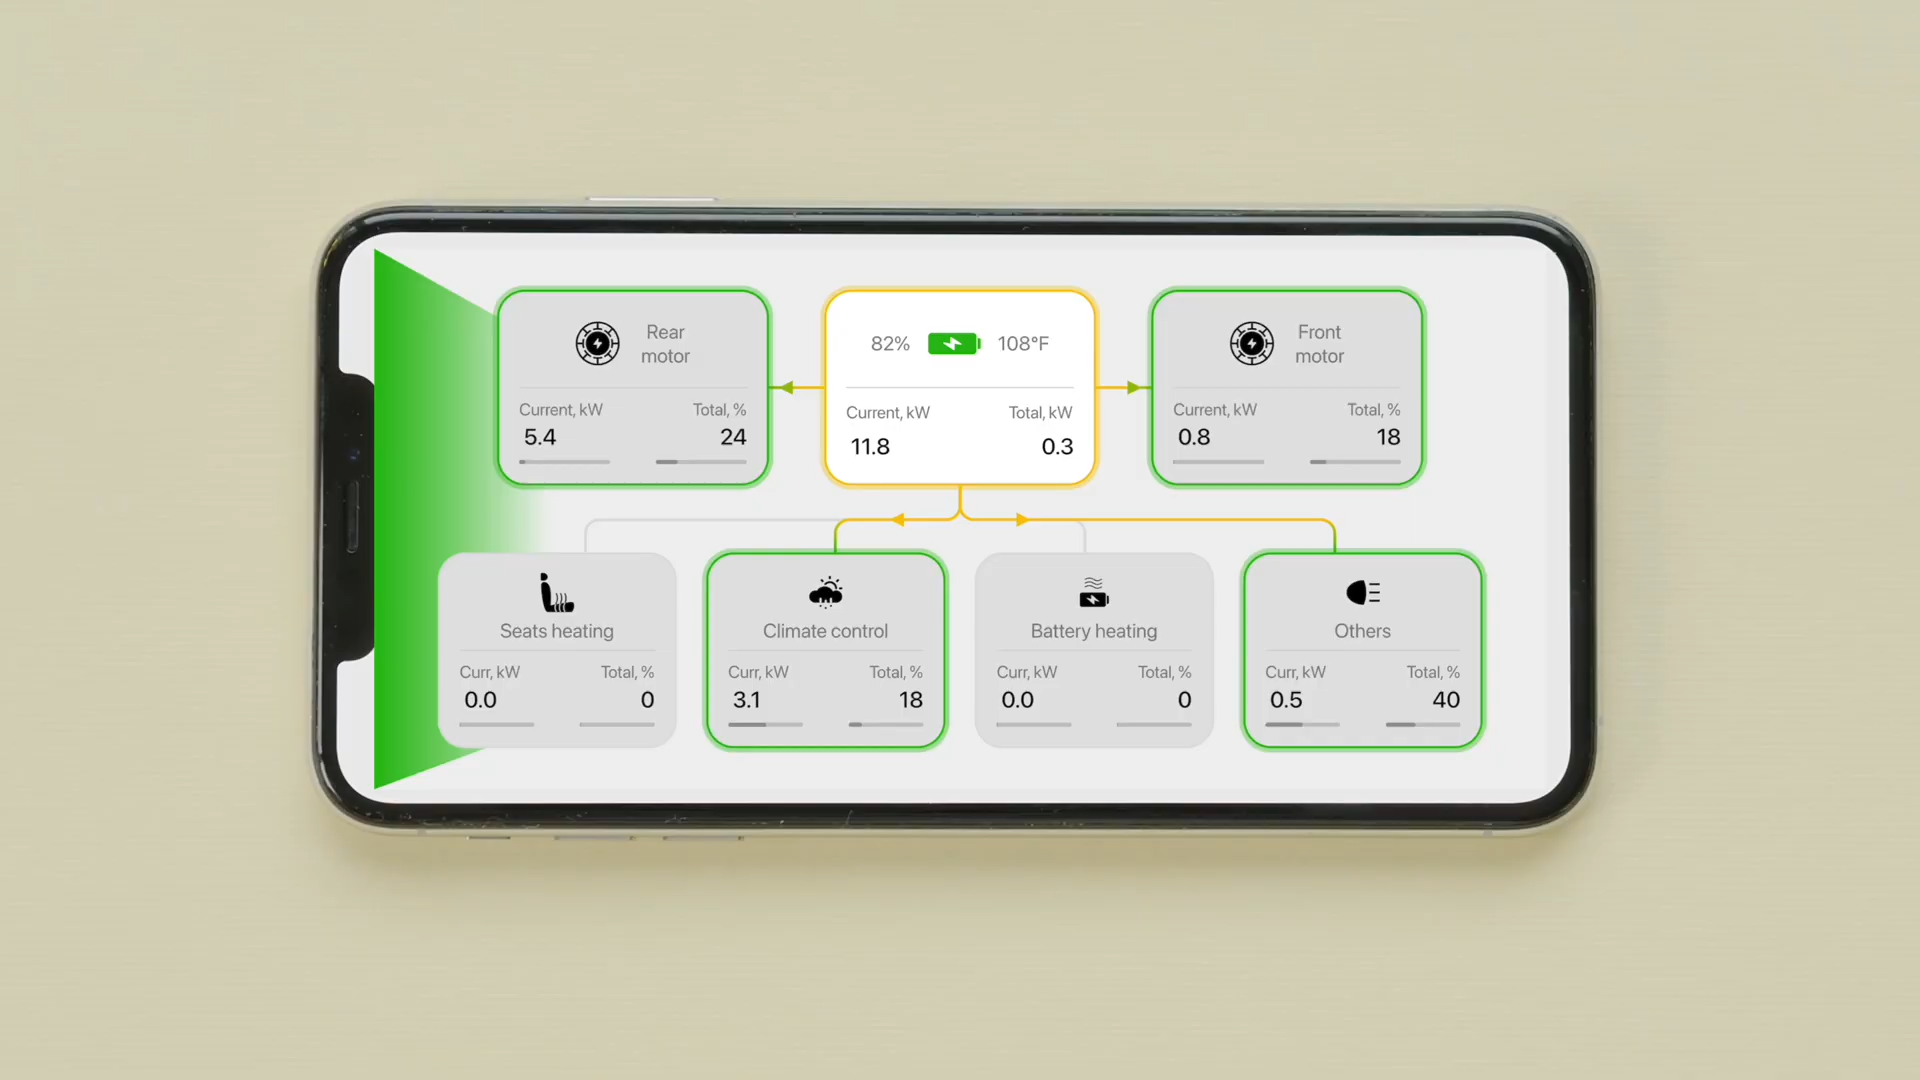 Rear
motor
Current, kW Total, %
5.4 24
82% 108°F
Current, kW Total, kW
11.8 0.3
Front
motor
Current, kW Total, %
0.8 18
Seats heating
Curr, kW Total, %
0.0 0
Climate control
Curr, kW Total, %
3.1 18
Battery heating
Curr, kW Total, %
0.0 0
Others
Curr, kW Total, %
0.5 40